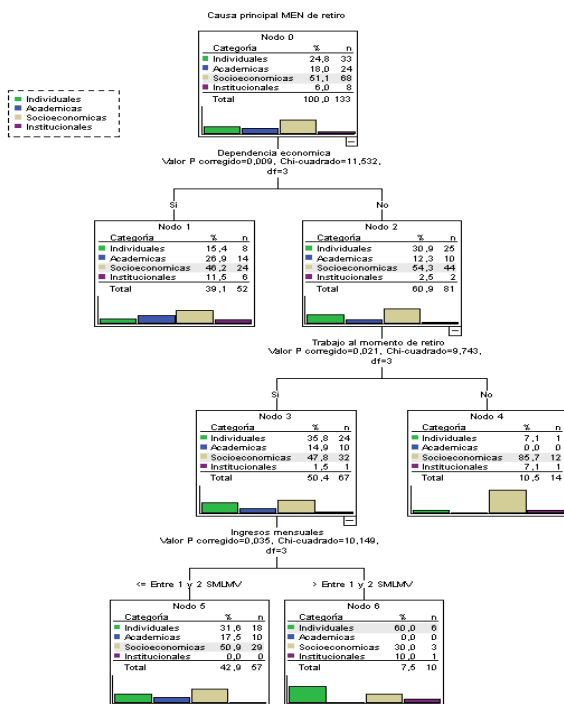 Causa principal MEN de retiro
Individuales
Academicas
Socioeconomicas
Institucionales
Nodo 0
Categoría % n
Individuales 24,8 33
Academicas 18,0 24
Socioeconomicas 51,1 68
Institucionales 6,0 8
Total 100,0 133
Dependencia economica
Valor P corregido=0,009, Chi-cuadrado=11,532,
df=3
Si
No
Nodo 1
Categoría % n
Individuales 15,4 8
Academicas 26,9 14
Socioeconomicas 46,2 24
Institucionales 11,5 6
Total 39,1 52
Nodo 2
Categoría % n
Individuales 30,9 25
Academicas 12,3 10
Socioeconomicas 54,3 44
Institucionales 2,5 2
Total 60,9 81
Trabajo al momento de retiro
Valor P corregido=0,021, Chi-cuadrado=9,743,
df=3
Si
No
Nodo 3
Categoría % n
Individuales 35,8 24
Academicas 14,9 10
Socioeconomicas 47,8 32
Institucionales 1,5 1
Total 50,4 67
Nodo 4
Categoría % n
Individuales 7,1 1
Academicas 0,0 0
Socioeconomicas 85,7 12
Institucionales 7,1 1
Total 10,5 14
Ingresos mensuales
Valor P corregido=0,035, Chi-cuadrado=10,149,
df=3
<= Entre 1 y 2 SMLMV
> Entre 1 y 2 SMLMV
Nodo 5
Categoría % n
Individuales 31,6 18
Academicas 17,5 10
Socioeconomicas 50,9 29
Institucionales 0,0 0
Total 42,9 57
Nodo 6
Categoría % n
Individuales 60,0 6
Academicas 0,0 0
Socioeconomicas 30,0 3
Institucionales 10,0 1
Total 7,5 10